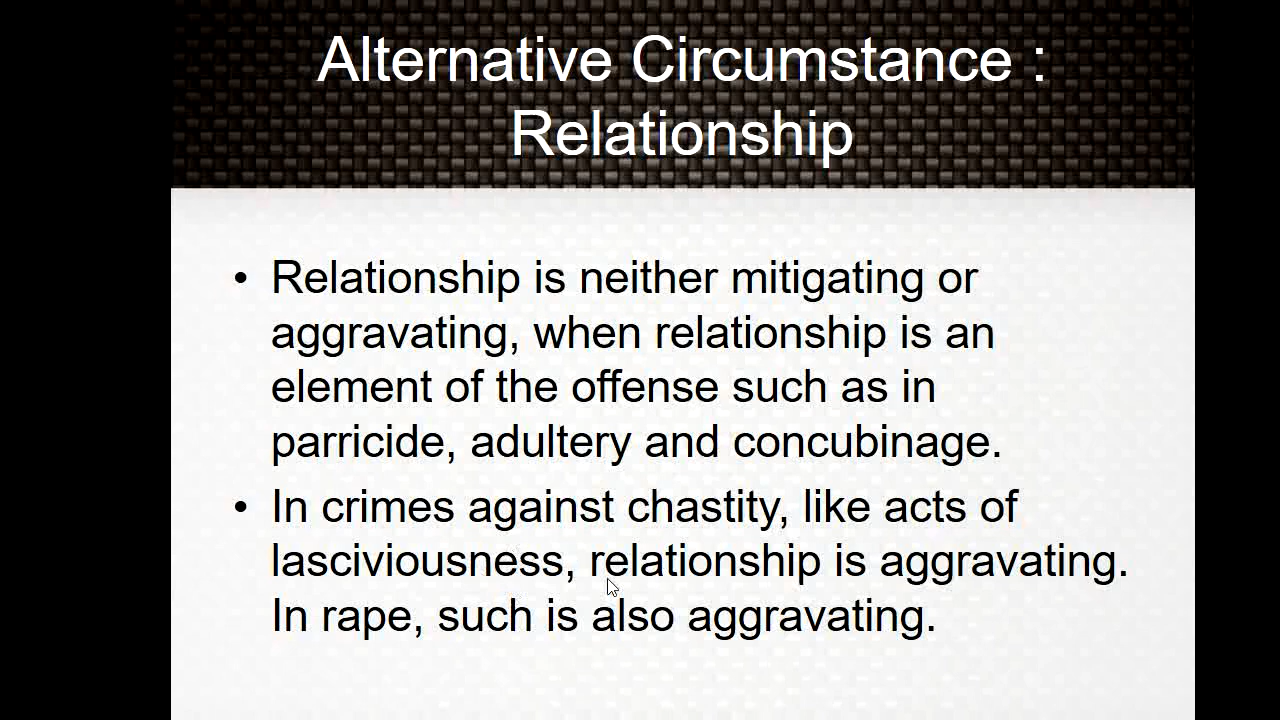 Alternative Circumstance :
Relationship
• Relationship is neither mitigating or
aggravating, when relationship is an
element of the offense such as in
parricide, adultery and concubinage.
• In crimes against chastity, like acts of
lasciviousness, relationship is aggravating.
In rape, such is also aggravating.